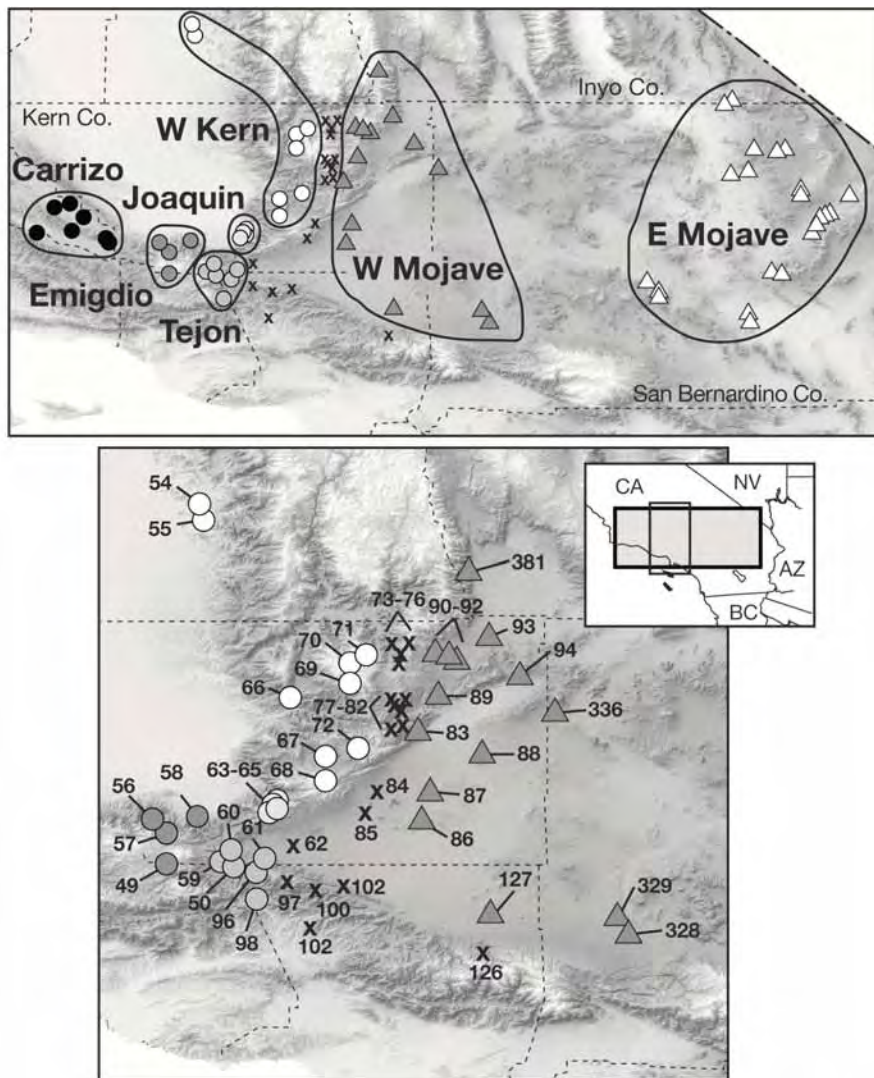 Inyo Co.
Kern Co.
W Kern
Carrizo
Joaquin
E Mojave
W Mojave
Emigdio
Tejon
San Bernardino Co.
x x x x x x x x x x x x x x x x
54
55
CA
NV
AZ
BC
381
73-76
90-92
93
71
70
94
69
66
89
77-82
336
72
83
67
88
63-65
68
58
84
87
56
60
61
85
86
57
62
59
49
102
127
329
50
97
100
96
328
98
102
126